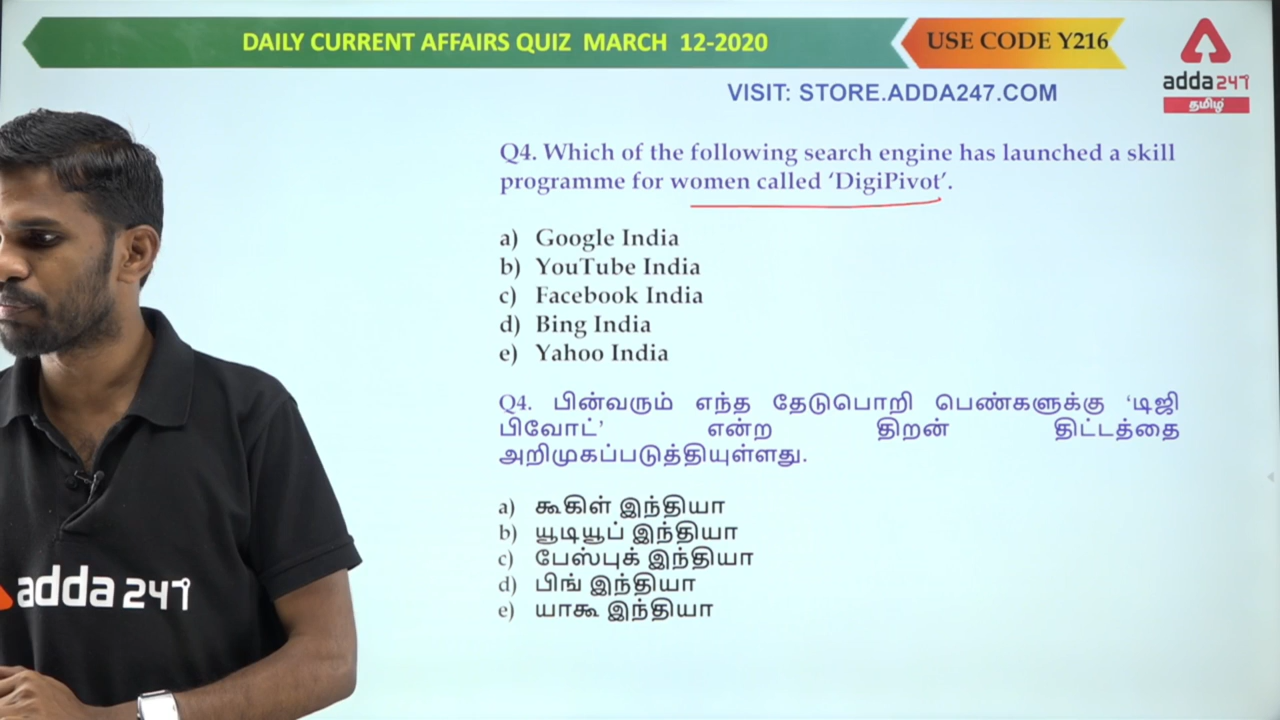 DAILY CURRENT AFFAIRS QUIZ MARCH 12-2020
USE CODE Y216
adda 247
தமிழ்
VISIT: STORE.ADDA247.COM
Q4. Which of the following search engine has launched a skill
programme for women called ‘DigiPivot’.
a) Google India
b) YouTube India
c) Facebook India
d) Bing India
e) Yahoo India
Q4. பின்வரும் எந்த தேடுபொறி பெண்களுக்கு ‘டிஜி
பிவோட்’ என்ற திறன் திட்டத்தை
அறிமுகப்படுத்தியுள்ளது.
a) கூகிள் இந்தியா
b) யூடியூப் இந்தியா
c) பேஸ்புக் இந்தியா
d) பிங் இந்தியா
e) யாகூ இந்தியா
adda 247